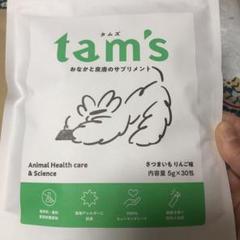 タムズ
tam's
おなかと皮膚のサプリメント
Animal Health care
& Science
さつまいもりんご味
内容量 5g×30包